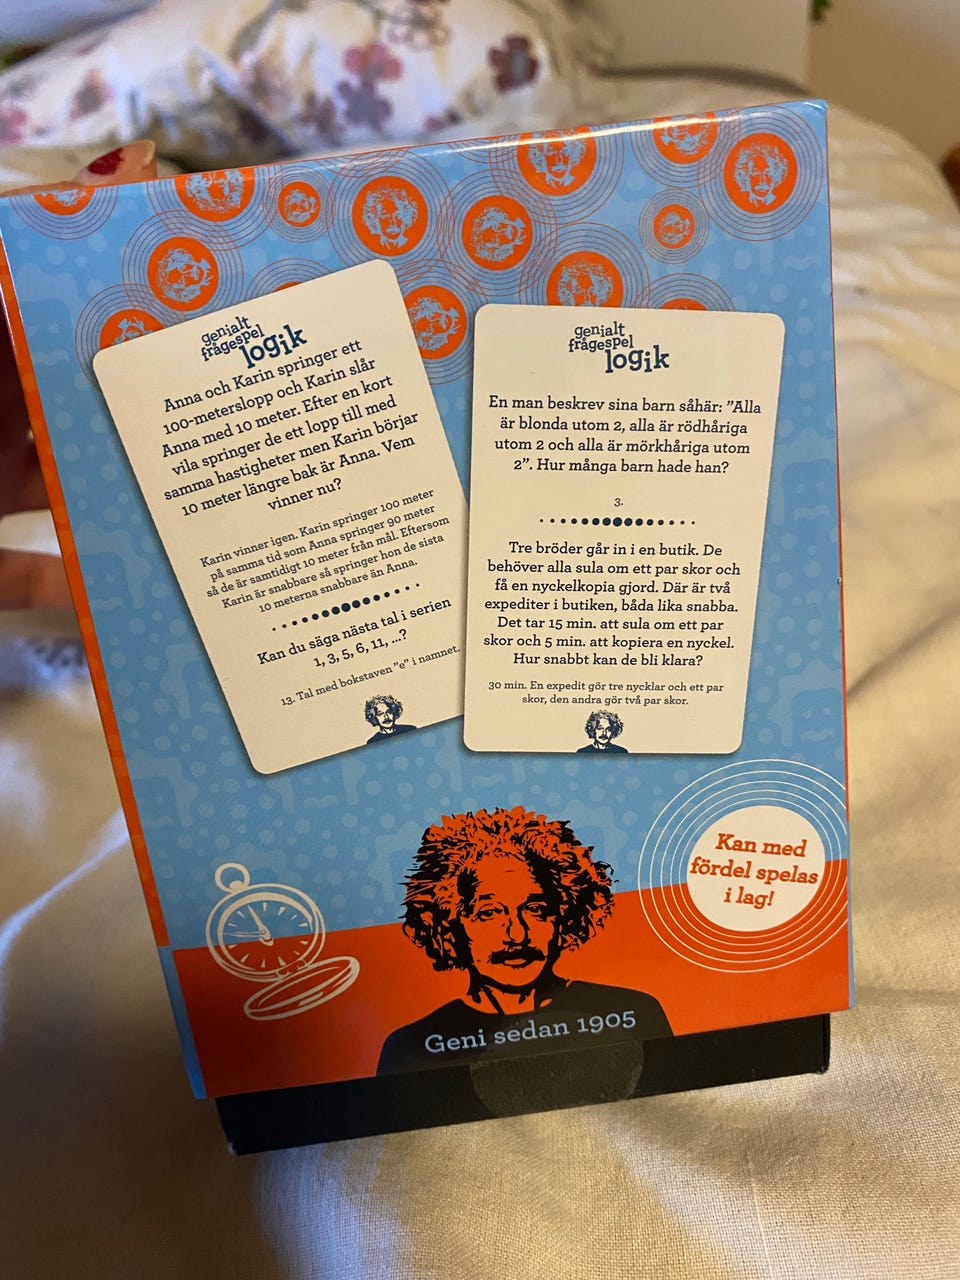 genialt
frågespel
logik
Anna och Karin springer ett
100-meterslopp och Karin slår
Anna med 10 meter. Efter en kort
vila springer de ett lopp till med
samma hastigheter men Karin börjar
10 meter längre bak är Anna. Vem
vinner nu?
Karin vinner igen. Karin springer 100 meter
på samma tid som Anna springer 90 meter
så de är samtidigt 10 meter från mål. Eftersom
Karin är snabbare så springer hon de sista
10 meterna snabbare än Anna.
Kan du säga nästa tal i serien
1, 3, 5, 6, 11, ...?
13. Tal med bokstaven "e" i namnet.
genialt
frågespel
logik
En man beskrev sina barn såhär: "Alla
är blonda utom 2, alla är rödhåriga
utom 2 och alla är mörkhåriga utom
2". Hur många barn hade han?
3.
Tre bröder går in i en butik. De
behöver alla sula om ett par skor och
få en nyckelkopia gjord. Där är två
expediter i butiken, båda lika snabba.
Det tar 15 min. att sula om ett par
skor och 5 min. att kopiera en nyckel.
Hur snabbt kan de bli klara?
30 min. En expedit gör tre nycklar och ett par
skor, den andra gör två par skor.
Kan med
fördel spelas
i lag!
Geni sedan 1905